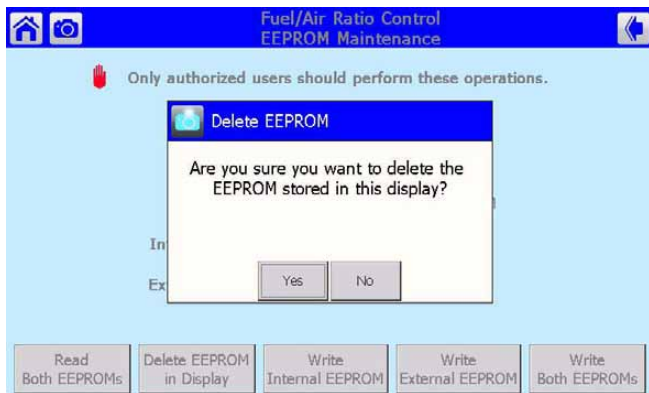 Fuel/Air Ratio Control
EEPROM Maintenance
Only authorized users should perform these operations.
Delete EEPROM
Are you sure you want to delete the
EEPROM stored in this display?
In
Ex
Yes No
Read
Both EEPROMs
Delete EEPROM
in Display
Write
Internal EEPROM
Write
External EEPROM
Write
Both EEPROMs